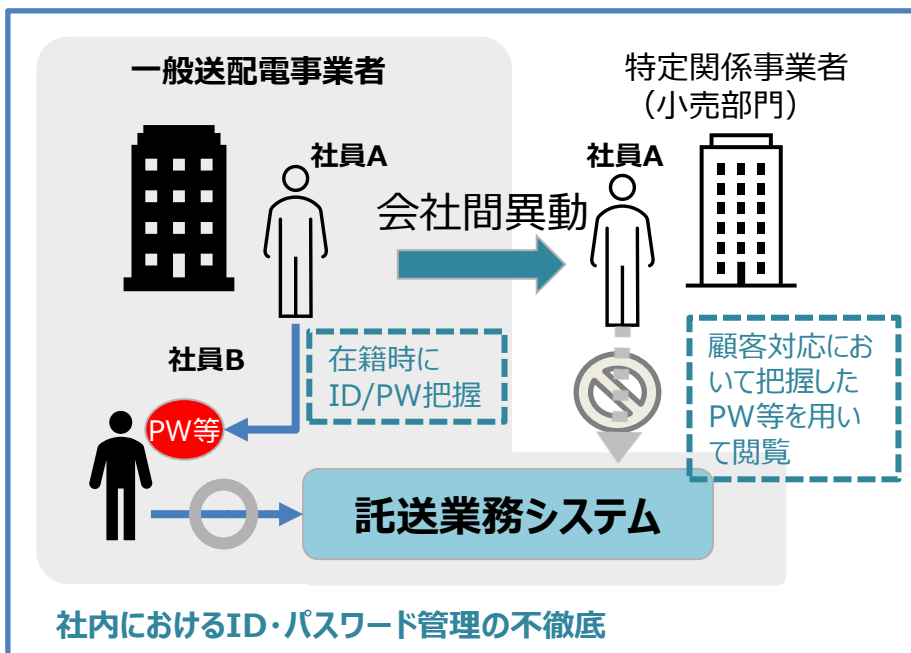 一般送配電事業者
特定関係事業者
（小売部門）
社員A
社員A
会社間異動
社員B
在籍時に
ID/PW把握
顧客対応にお
いて把握した
PW等を用い
て閲覧
PW等
託送業務システム
社内におけるID・パスワード管理の不徹底